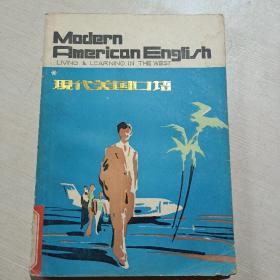 Modern
American English
LIVING & LEARNING IN THE WEST
现代美国口语